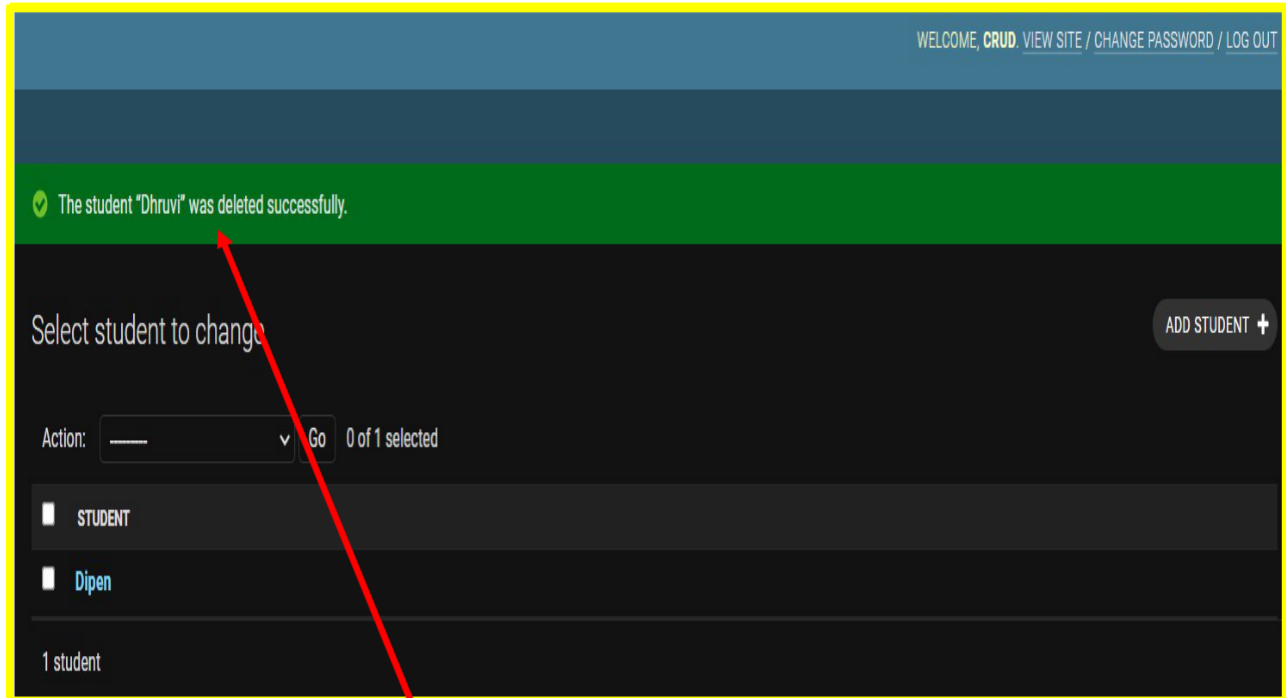 WELCOME, CRUD. VIEW SITE / CHANGE PASSWORD / LOG OUT
The student “Dhruvi” was deleted successfully.
Select student to change
ADD STUDENT +
Action: --------- Go 0 of 1 selected
STUDENT
Dipen
1 student